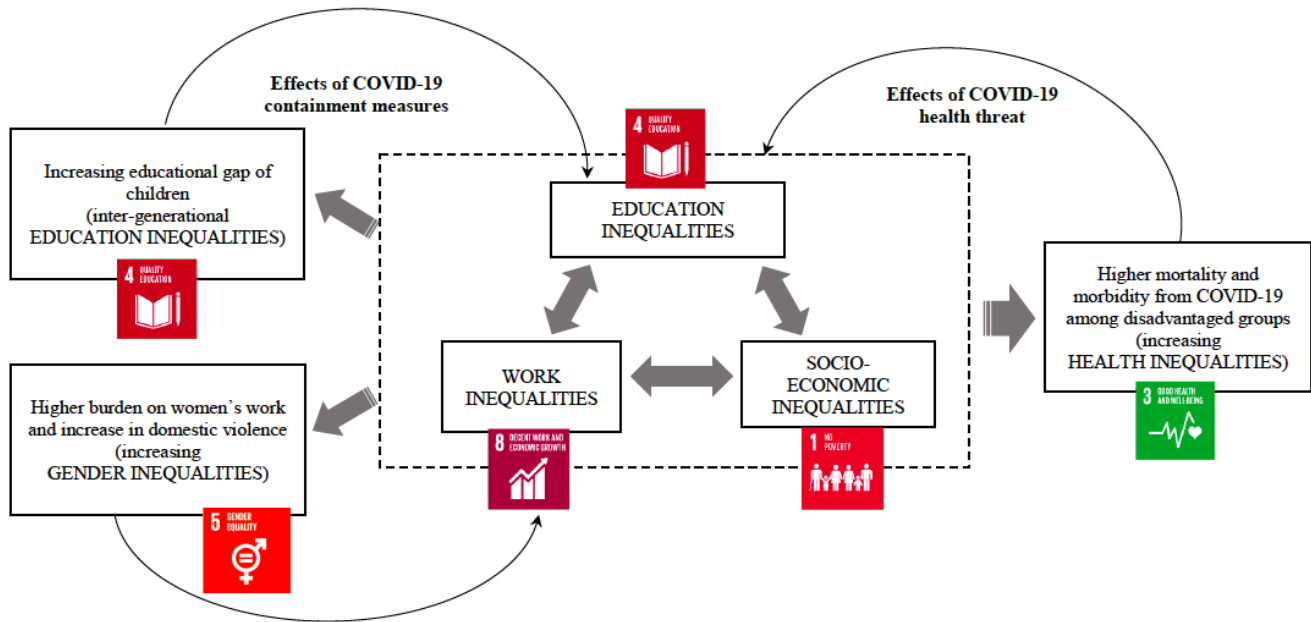 Effects of COVID-19
containment measures
Effects of COVID-19
health threat
4 QUALITY
EDUCATION
Increasing educational gap of
children
(inter-generational
EDUCATION INEQUALITIES)
4 QUALITY
EDUCATION
EDUCATION
INEQUALITIES
Higher mortality and
morbidity from COVID-19
among disadvantaged groups
(increasing
HEALTH INEQUALITIES)
3 GOOD HEALTH
AND WELL-BEING
WORK
INEQUALITIES
8 DECENT WORK AND
ECONOMIC GROWTH
SOCIO-
ECONOMIC
INEQUALITIES
1 NO
POVERTY
Higher burden on women’s work
and increase in domestic violence
(increasing
GENDER INEQUALITIES)
5 GENDER
EQUALITY